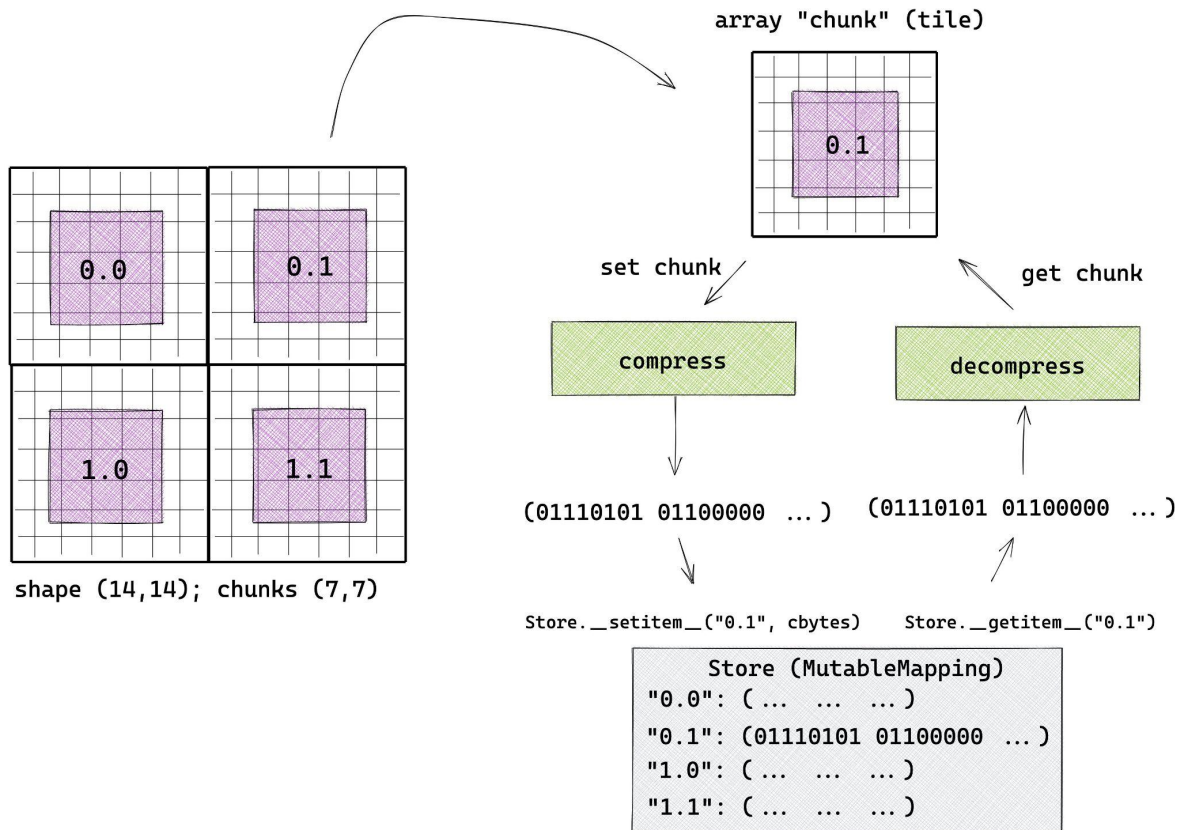 array "chunk" (tile)
0.1
0.0
0.1
1.0
1.1
shape (14,14); chunks (7,7)
set chunk
get chunk
compress
decompress
(01110101 01100000 ...)
(01110101 01100000 ...)
Store.__setitem__("0.1", cbytes)
Store.__getitem__("0.1")
Store (MutableMapping)
"0.0": (... ... ...)
"0.1": (01110101 01100000 ...)
"1.0": (... ... ...)
"1.1": (... ... ...)